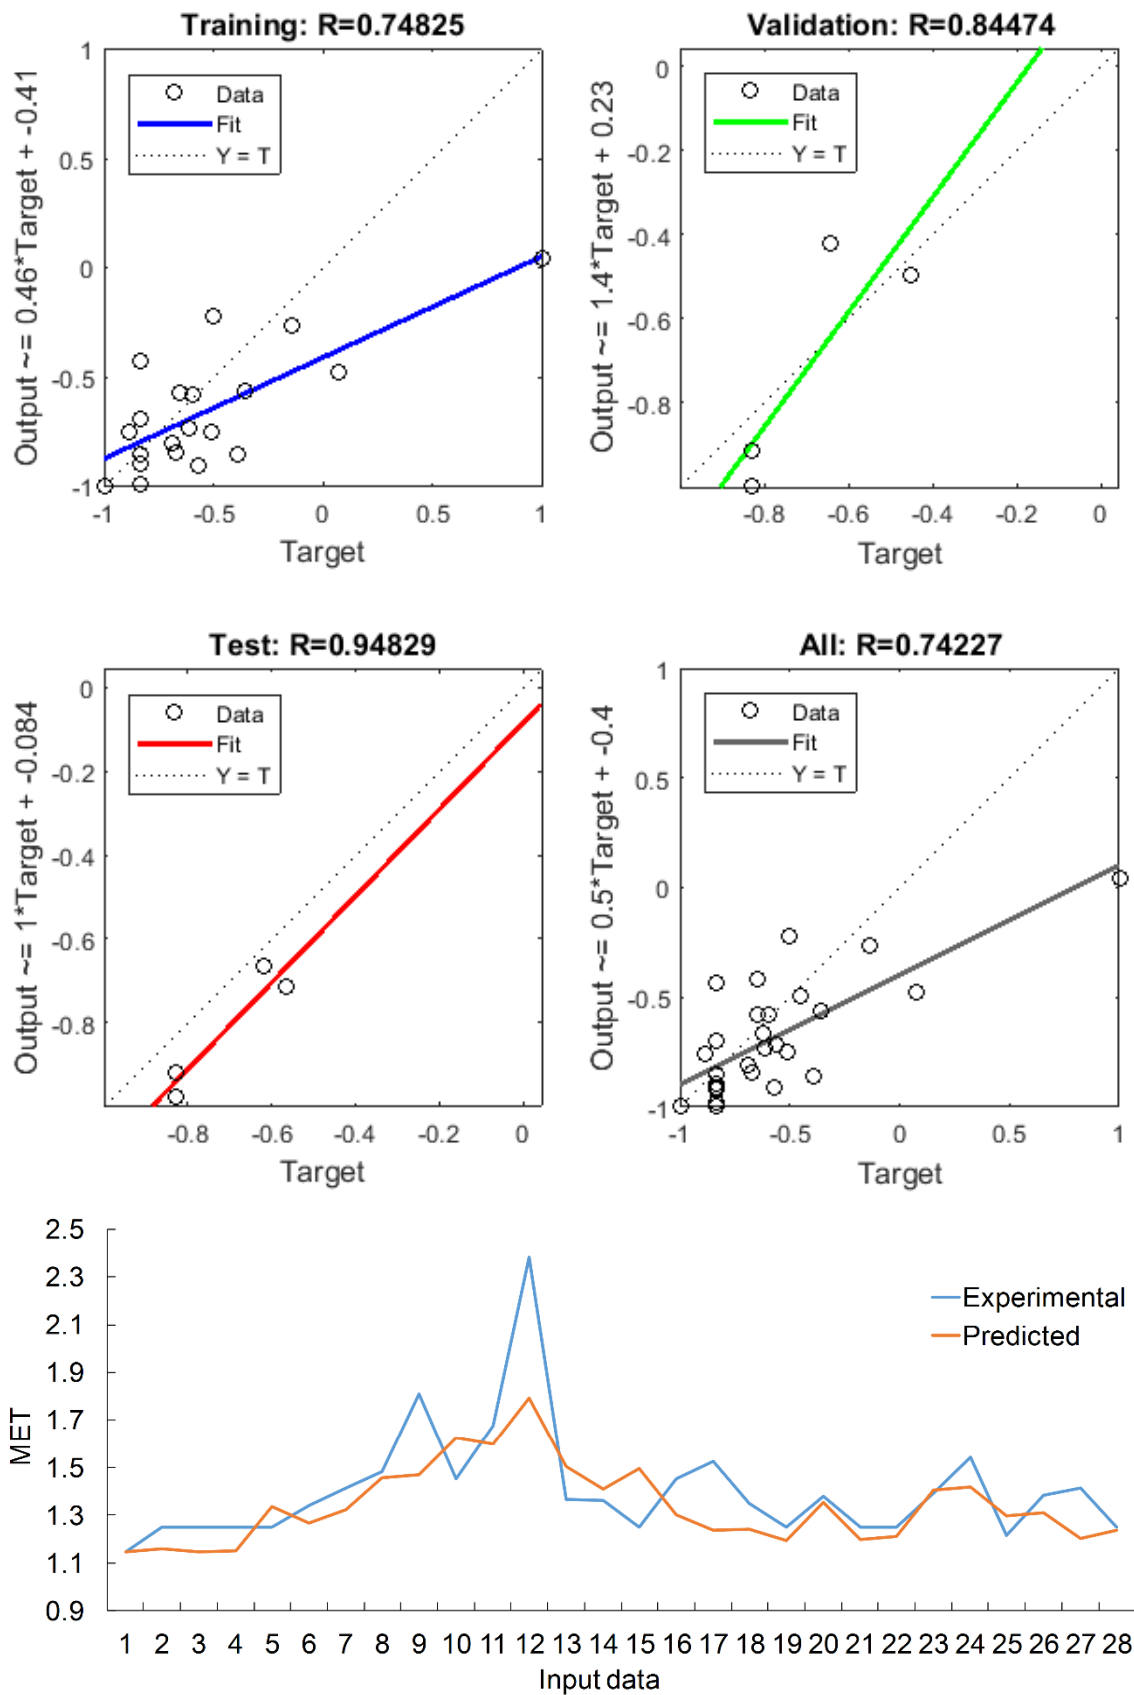 Training: R=0.74825
Output ~= 0.46*Target + -0.41
1
0.5
0
-0.5
-1
Data
Fit
Y = T
-1 -0.5 0 0.5 1
Target
Validation: R=0.84474
Output ~= 1.4*Target + 0.23
0
-0.2
-0.4
-0.6
-0.8
Data
Fit
Y = T
-0.8 -0.6 -0.4 -0.2 0
Target
Test: R=0.94829
Output ~= 1*Target + -0.084
0
-0.2
-0.4
-0.6
-0.8
Data
Fit
Y = T
-0.8 -0.6 -0.4 -0.2 0
Target
All: R=0.74227
Output ~= 0.5*Target + -0.4
1
0.5
0
-0.5
-1
Data
Fit
Y = T
-1 -0.5 0 0.5 1
Target
MET
2.5
2.3
2.1
1.9
1.7
1.5
1.3
1.1
0.9
Experimental
Predicted
1 2 3 4 5 6 7 8 9 10 11 12 13 14 15 16 17 18 19 20 21 22 23 24 25 26 27 28
Input data